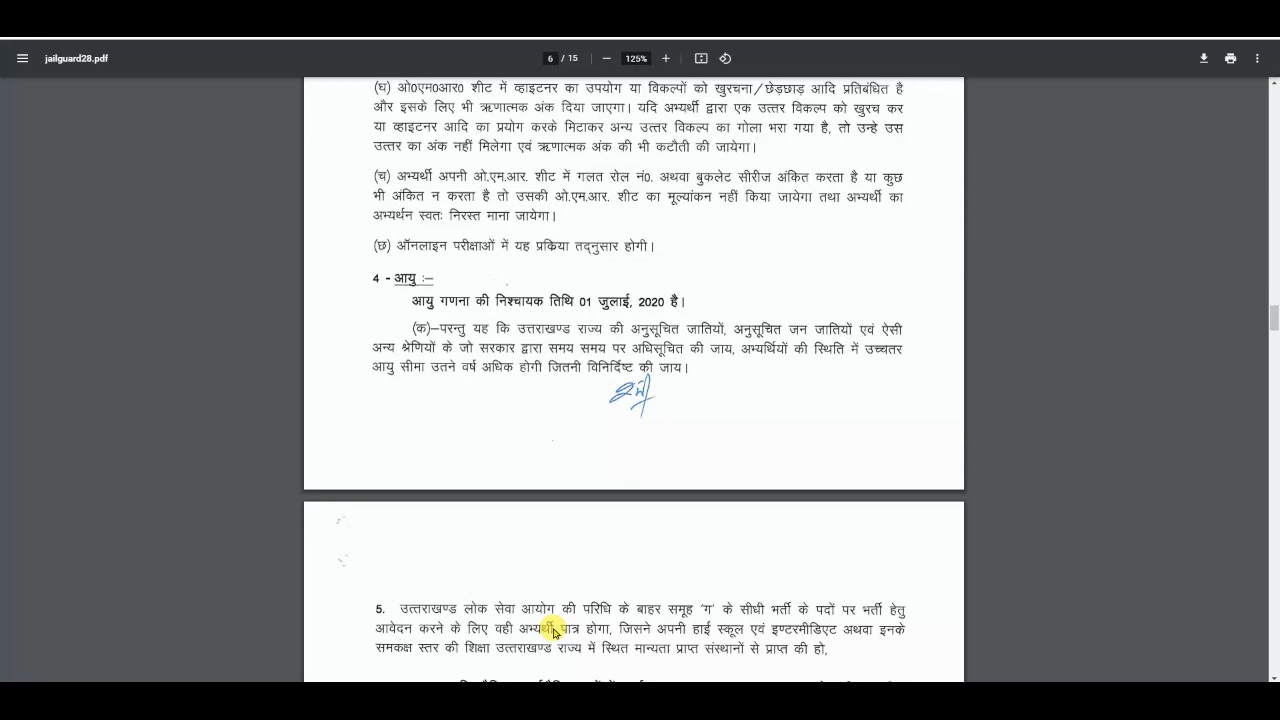 jailguard28.pdf
6 / 15
125%
(घ) ओ0एम0आर0 शीट में व्हाइटनर का उपयोग या विकल्पों को खुरचना/छेड़छाड़ आदि प्रतिबंधित है
और इसके लिए भी ऋणात्मक अंक दिया जाएगा। यदि अभ्यर्थी द्वारा एक उत्तर विकल्प को खुरच कर
या व्हाइटनर आदि का प्रयोग करके मिटाकर अन्य उत्तर विकल्प का गोला भरा गया है, तो उन्हे उस
उत्तर का अंक नहीं मिलेगा एवं ऋणात्मक अंक की भी कटौती की जायेगा।
(च) अभ्यर्थी अपनी ओ.एम.आर. शीट में गलत रोल नं0. अथवा बुकलेट सीरीज अंकित करता है या कुछ
भी अंकित न करता है तो उसकी ओ.एम.आर. शीट का मूल्यांकन नहीं किया जायेगा तथा अभ्यर्थी का
अभ्यर्थन स्वतः निरस्त माना जायेगा।
(छ) ऑनलाइन परीक्षाओं में यह प्रकिया तद्नुसार होगी।
4 - आयु :–
आयु गणना की निश्चायक तिथि 01 जुलाई, 2020 है।
(क)–परन्तु यह कि उत्तराखण्ड राज्य की अनुसूचित जातियों, अनुसूचित जन जातियों एवं ऐसी
अन्य श्रेणियों के जो सरकार द्वारा समय समय पर अधिसूचित की जाय, अभ्यर्थियों की स्थिति में उच्चतर
आयु सीमा उतने वर्ष अधिक होगी जितनी विनिर्दिष्ट की जाय।
5. उत्तराखण्ड लोक सेवा आयोग की परिधि के बाहर समूह 'ग' के सीधी भर्ती के पदों पर भर्ती हेतु
आवेदन करने के लिए वही अभ्यर्थी पात्र होगा, जिसने अपनी हाई स्कूल एवं इण्टरमीडिएट अथवा इनके
समकक्ष स्तर की शिक्षा उत्तराखण्ड राज्य में स्थित मान्यता प्राप्त संस्थानों से प्राप्त की हो,